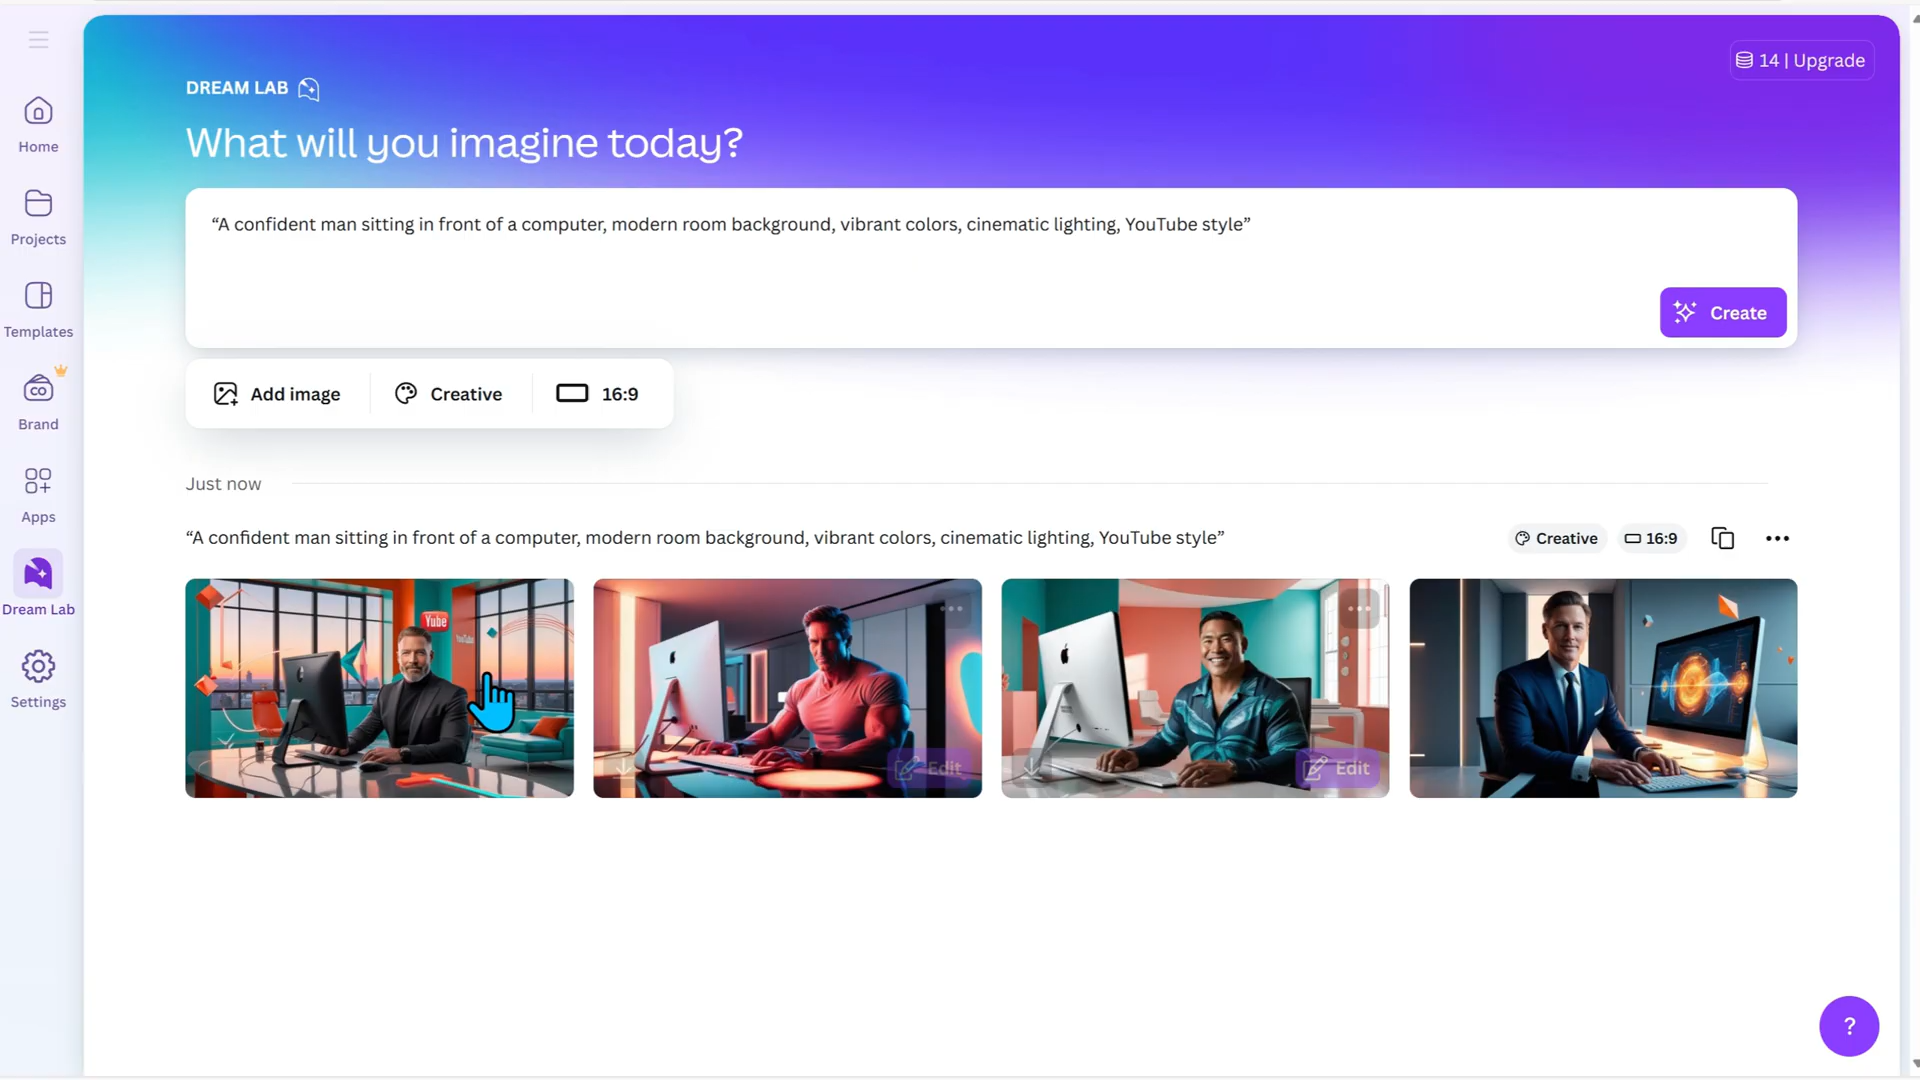 Home
Projects
Templates
CO
Brand
Apps
Dream Lab
Settings
14 | Upgrade
DREAM LAB
What will you imagine today?
“A confident man sitting in front of a computer, modern room background, vibrant colors, cinematic lighting, YouTube style”
Create
Add image
Creative
16:9
Just now
“A confident man sitting in front of a computer, modern room background, vibrant colors, cinematic lighting, YouTube style”
Creative
16:9
Yube
Edit
Edit
?